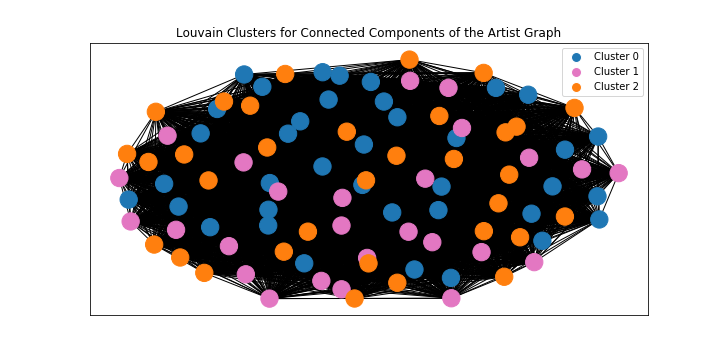 Louvain Clusters for Connected Components of the Artist Graph
Cluster 0
Cluster 1
Cluster 2